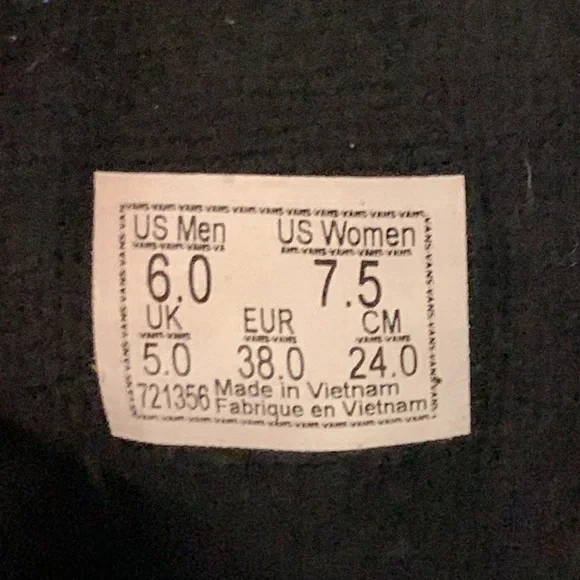 US Men US Women
6.0 7.5
UK EUR CM
5.0 38.0 24.0
721356 Made in Vietnam
Fabrique en Vietnam